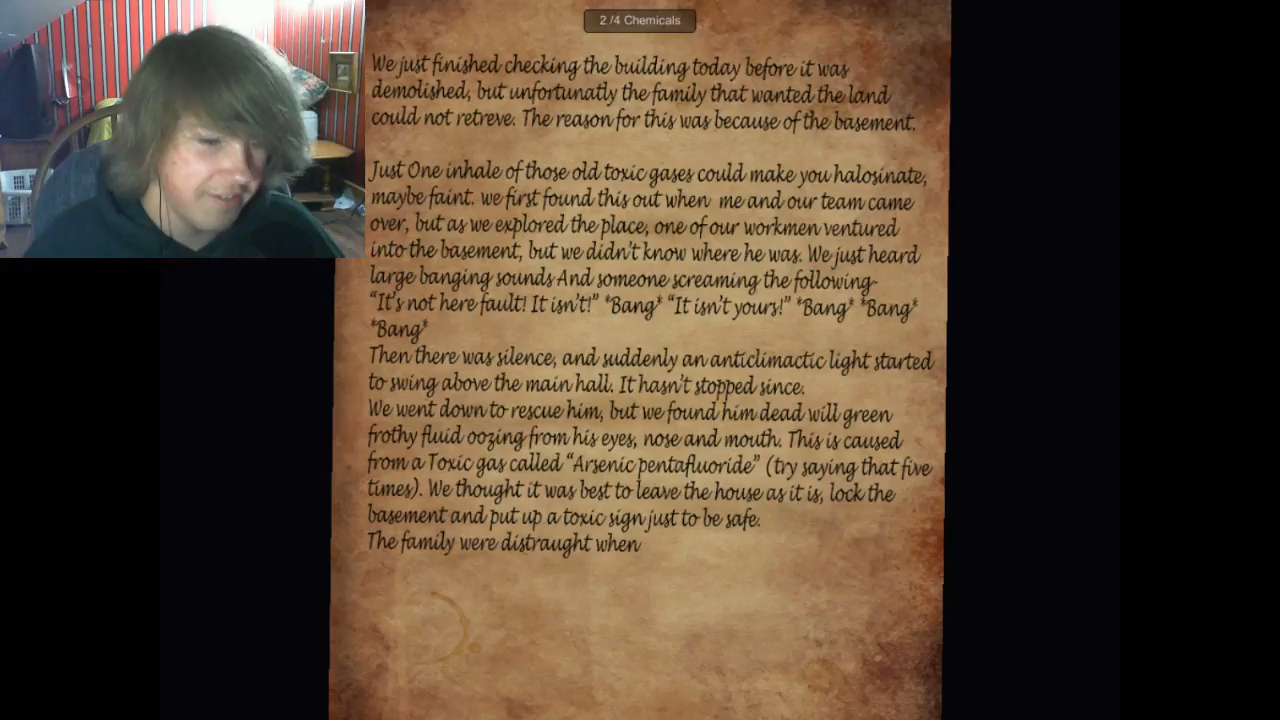 2 /4 Chemicals
We just finished checking the building today before it was
demolished, but unfortunatly the family that wanted the land
could not retreve. The reason for this was because of the basement.
Just One inhale of those old toxic gases could make you halosinate,
maybe faint. we first found this out when me and our team came
over, but as we explored the place, one of our workmen ventured
into the basement, but we didn't know where he was. We just heard
large banging sounds And someone screaming the following-
"It's not here fault! It isn't!" *Bang* "It isn't yours!" *Bang* *Bang*
*Bang*
Then there was silence, and suddenly an anticlimactic light started
to swing above the main hall. It hasn't stopped since.
We went down to rescue him, but we found him dead will green
frothy fluid oozing from his eyes, nose and mouth. This is caused
from a Toxic gas called "Arsenic pentafluoride" (try saying that five
times). We thought it was best to leave the house as it is, lock the
basement and put up a toxic sign just to be safe.
The family were distraught when